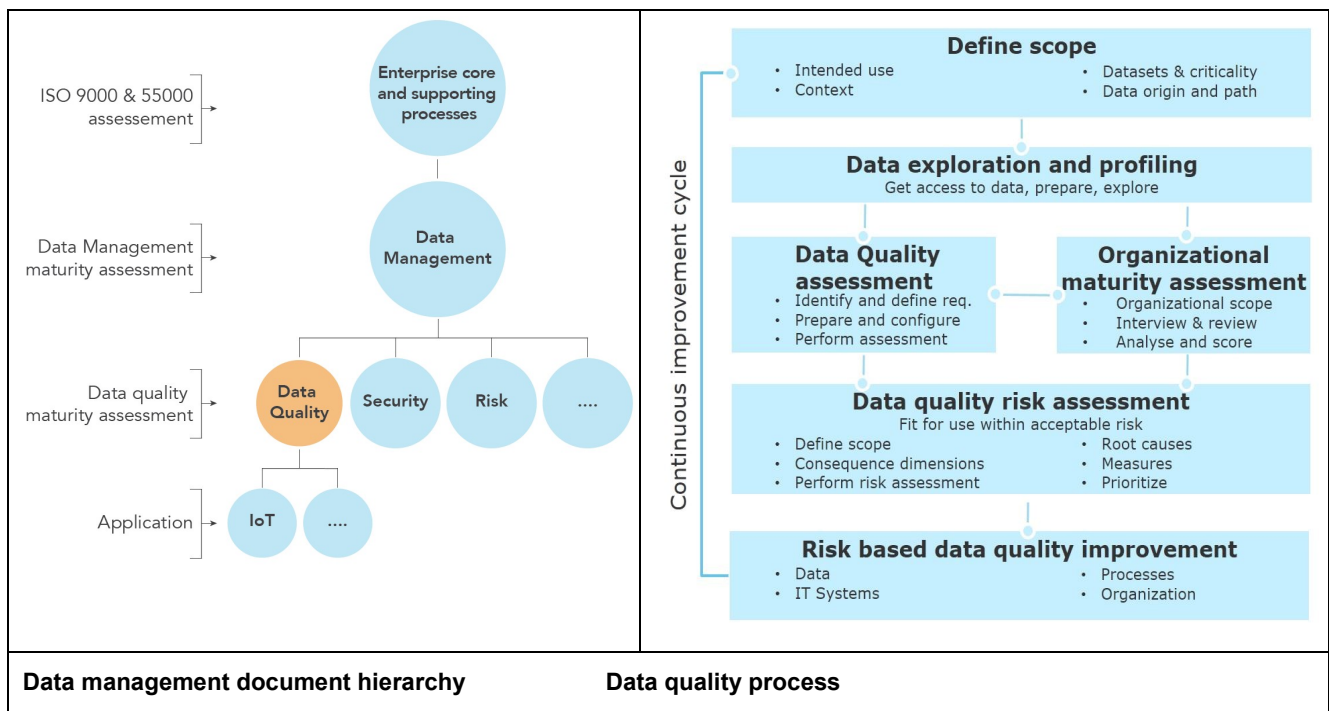 ISO 9000 & 55000
assessement
Enterprise core
and supporting
processes
Data Management
maturity assessment
Data
Management
Data quality
maturity assessment
Data
Quality
Security
Risk
....
Application
IoT
....
Continuous improvement cycle
Define scope
• Intended use
• Context
• Datasets & criticality
• Data origin and path
Data exploration and profiling
Get access to data, prepare, explore
Data Quality
assessment
• Identify and define req.
• Prepare and configure
• Perform assessment
Organizational
maturity assessment
• Organizational scope
• Interview & review
• Analyse and score
Data quality risk assessment
Fit for use within acceptable risk
• Define scope
• Consequence dimensions
• Perform risk assessment
• Root causes
• Measures
• Prioritize
Risk based data quality improvement
• Data
• IT Systems
• Processes
• Organization
Data management document hierarchy
Data quality process